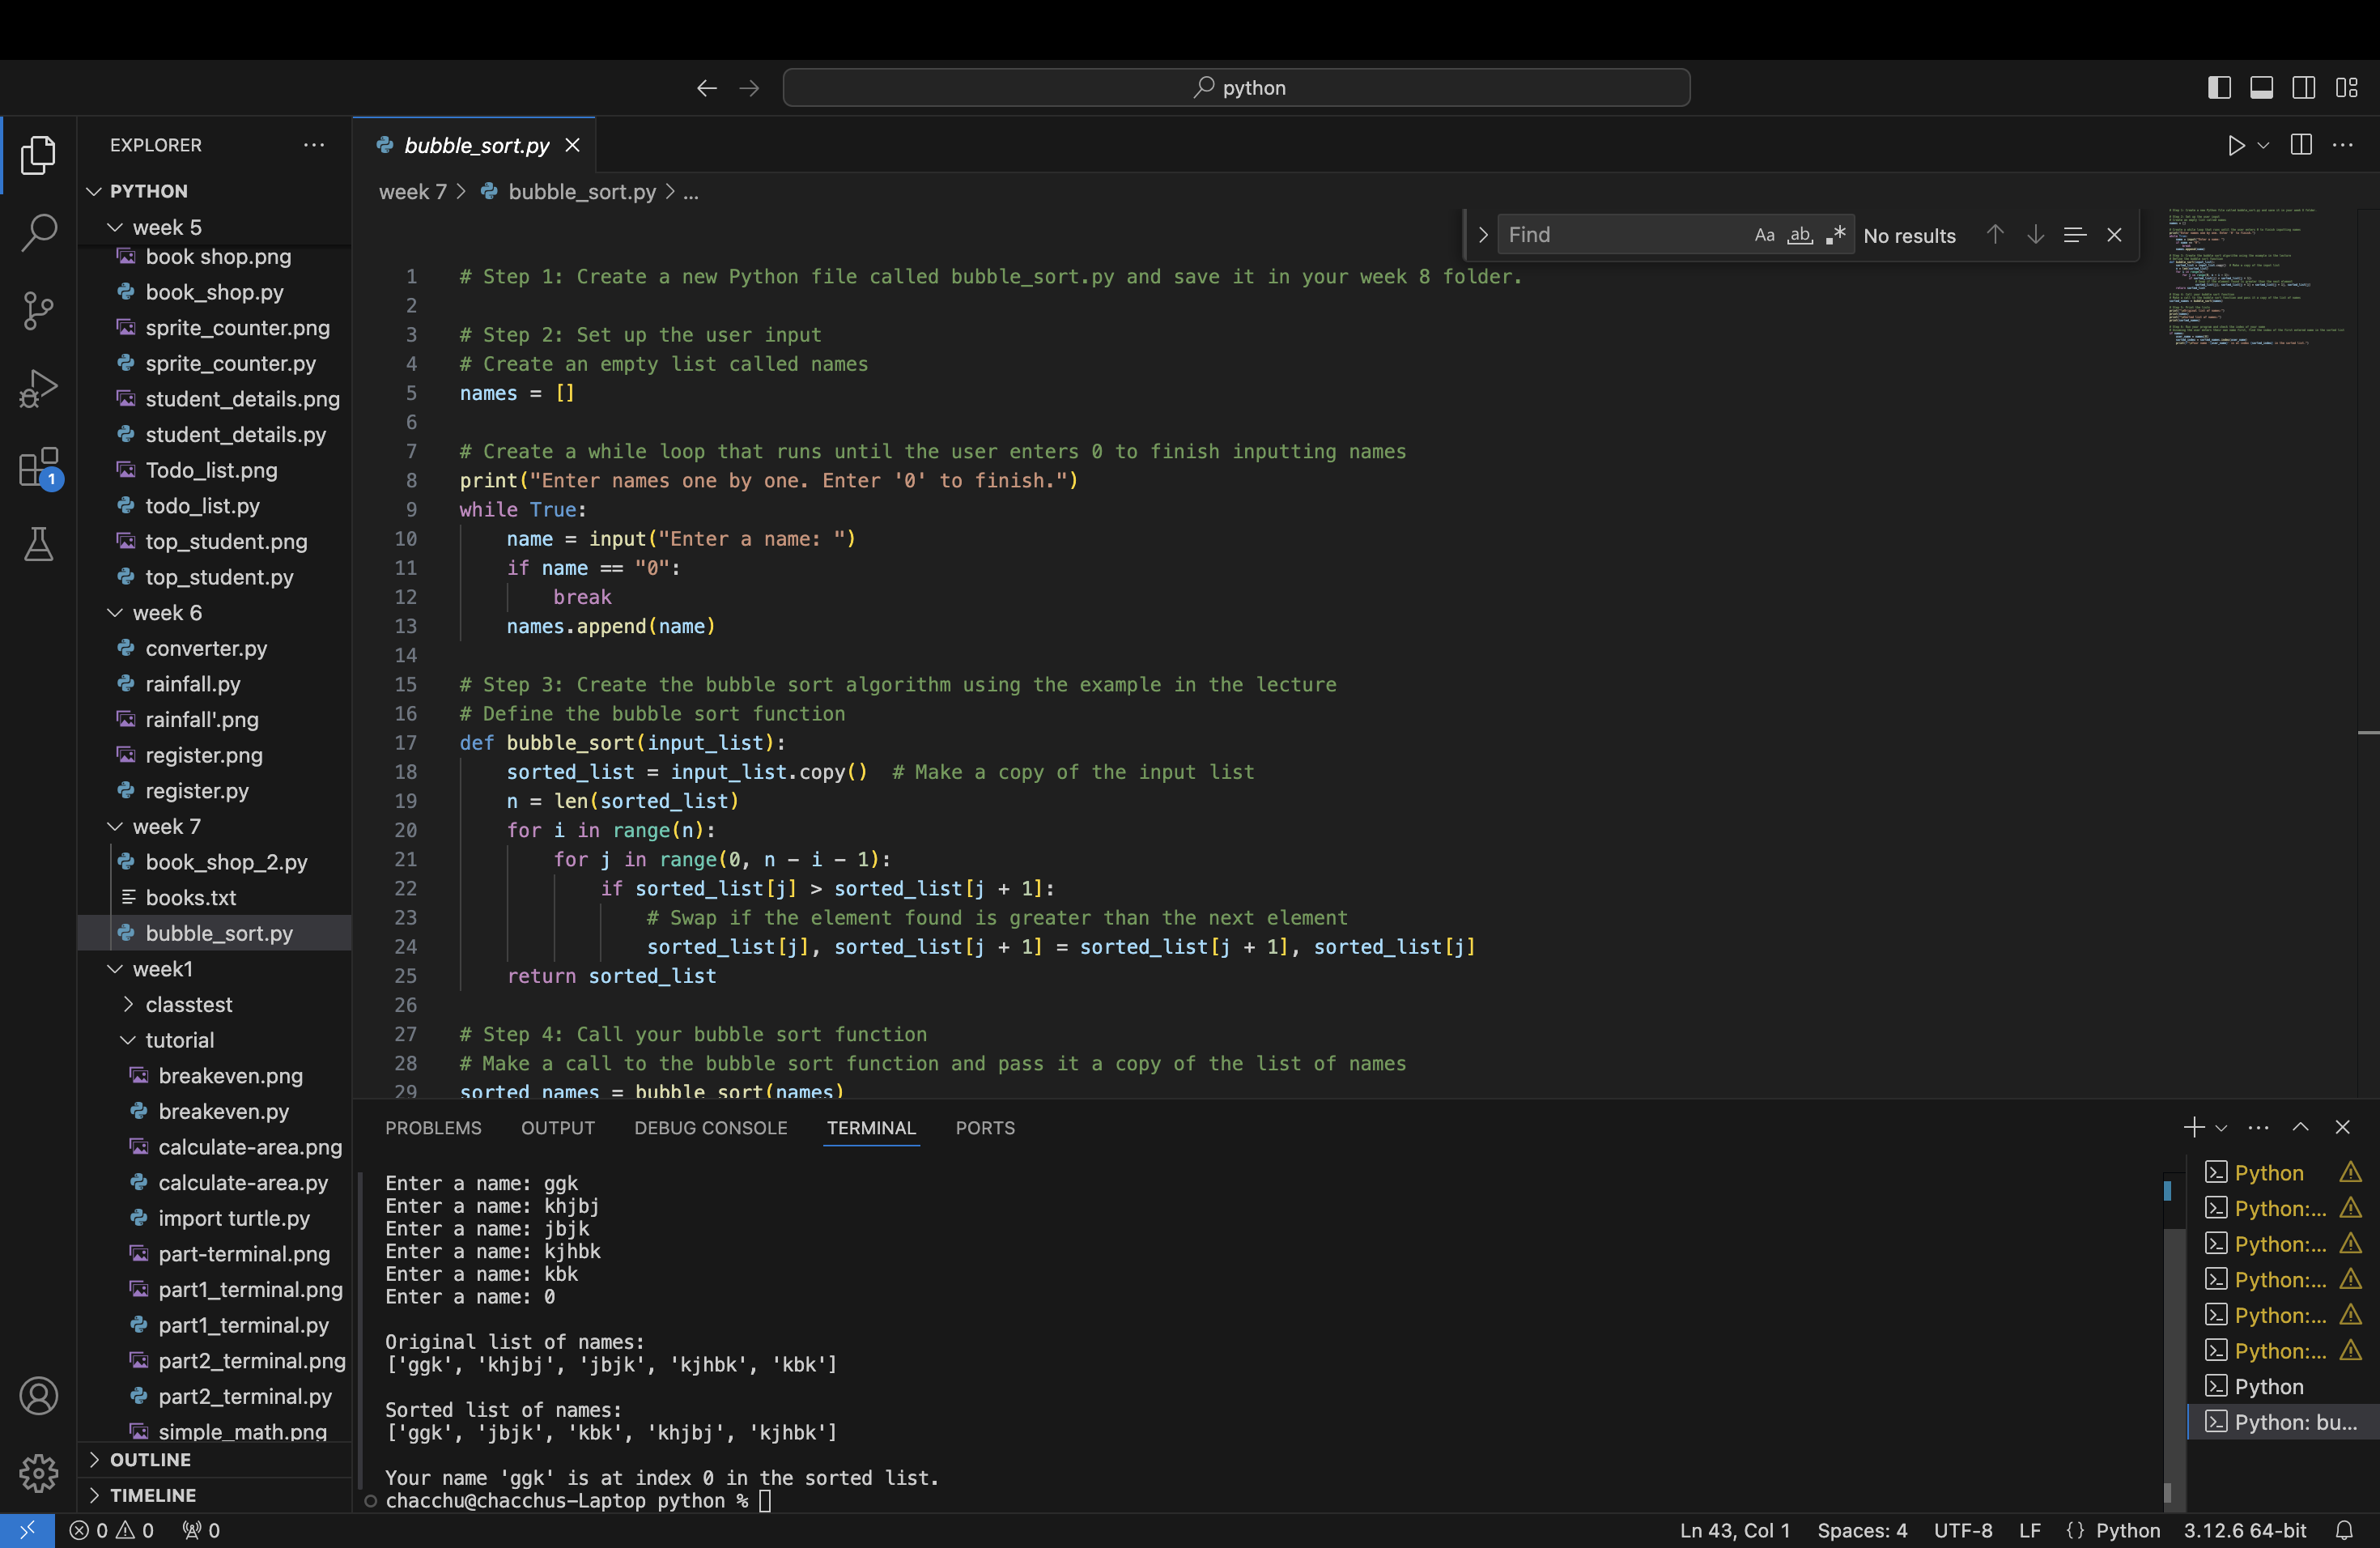 python
EXPLORER
PYTHON
week 5
book shop.png
book_shop.py
sprite_counter.png
sprite_counter.py
student_details.png
student_details.py
Todo_list.png
todo_list.py
top_student.png
top_student.py
week 6
converter.py
rainfall.py
rainfall'.png
register.png
register.py
week 7
book_shop_2.py
books.txt
bubble_sort.py
week1
classtest
tutorial
breakeven.png
breakeven.py
calculate-area.png
calculate-area.py
import turtle.py
part-terminal.png
part1_terminal.png
part1_terminal.py
part2_terminal.png
part2_terminal.py
simple_math.png
OUTLINE
TIMELINE
1
bubble_sort.py
week 7 > bubble_sort.py > ...
Find Aa ab .* No results
1 # Step 1: Create a new Python file called bubble_sort.py and save it in your week 8 folder.
2
3 # Step 2: Set up the user input
4 # Create an empty list called names
5 names = []
6
7 # Create a while loop that runs until the user enters 0 to finish inputting names
8 print("Enter names one by one. Enter '0' to finish.")
9 while True:
10 name = input("Enter a name: ")
11 if name == "0":
12 break
13 names.append(name)
14
15 # Step 3: Create the bubble sort algorithm using the example in the lecture
16 # Define the bubble sort function
17 def bubble_sort(input_list):
18 sorted_list = input_list.copy()  # Make a copy of the input list
19 n = len(sorted_list)
20 for i in range(n):
21 for j in range(0, n - i - 1):
22 if sorted_list[j] > sorted_list[j + 1]:
23 # Swap if the element found is greater than the next element
24 sorted_list[j], sorted_list[j + 1] = sorted_list[j + 1], sorted_list[j]
25 return sorted_list
26
27 # Step 4: Call your bubble sort function
28 # Make a call to the bubble sort function and pass it a copy of the list of names
29 sorted_names = bubble_sort(names)
PROBLEMS OUTPUT DEBUG CONSOLE TERMINAL PORTS
Enter a name: ggk
Enter a name: khjbj
Enter a name: jbjk
Enter a name: kjhbk
Enter a name: kbk
Enter a name: 0
Original list of names:
['ggk', 'khjbj', 'jbjk', 'kjhbk', 'kbk']
Sorted list of names:
['ggk', 'jbjk', 'kbk', 'khjbj', 'kjhbk']
Your name 'ggk' is at index 0 in the sorted list.
chacchu@chacchus-Laptop python %
Python
Python:...
Python:...
Python:...
Python:...
Python:...
Python
Python: bu...
0 0 0 Ln 43, Col 1 Spaces: 4 UTF-8 LF {} Python 3.12.6 64-bit